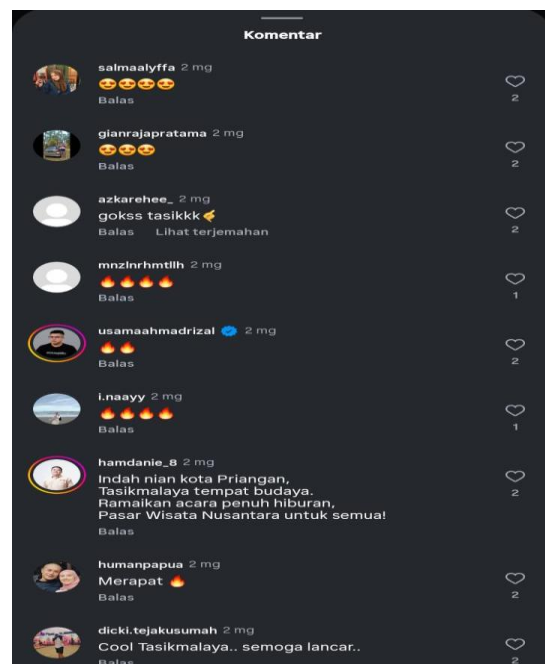 Komentar
salmaalyffa 2 mg
😍😍😍😍
Balas
2
gianrajapratama 2 mg
😍😍😍
Balas
2
azkarehee_ 2 mg
gokss tasikkk🤙
Balas Lihat terjemahan
2
mnzlnrhmtllh 2 mg
🔥🔥🔥🔥
Balas
1
usamaahmadrizal 2 mg
🔥🔥
Balas
2
i.naayy 2 mg
🔥🔥🔥🔥
Balas
1
hamdanie_8 2 mg
Indah nian kota Priangan,
Tasikmalaya tempat budaya.
Ramaikan acara penuh hiburan,
Pasar Wisata Nusantara untuk semua!
Balas
2
humanpapua 2 mg
Merapat 🔥
Balas
2
dicki.tejakusumah 2 mg
Cool Tasikmalaya.. semoga lancar..
Balas
2